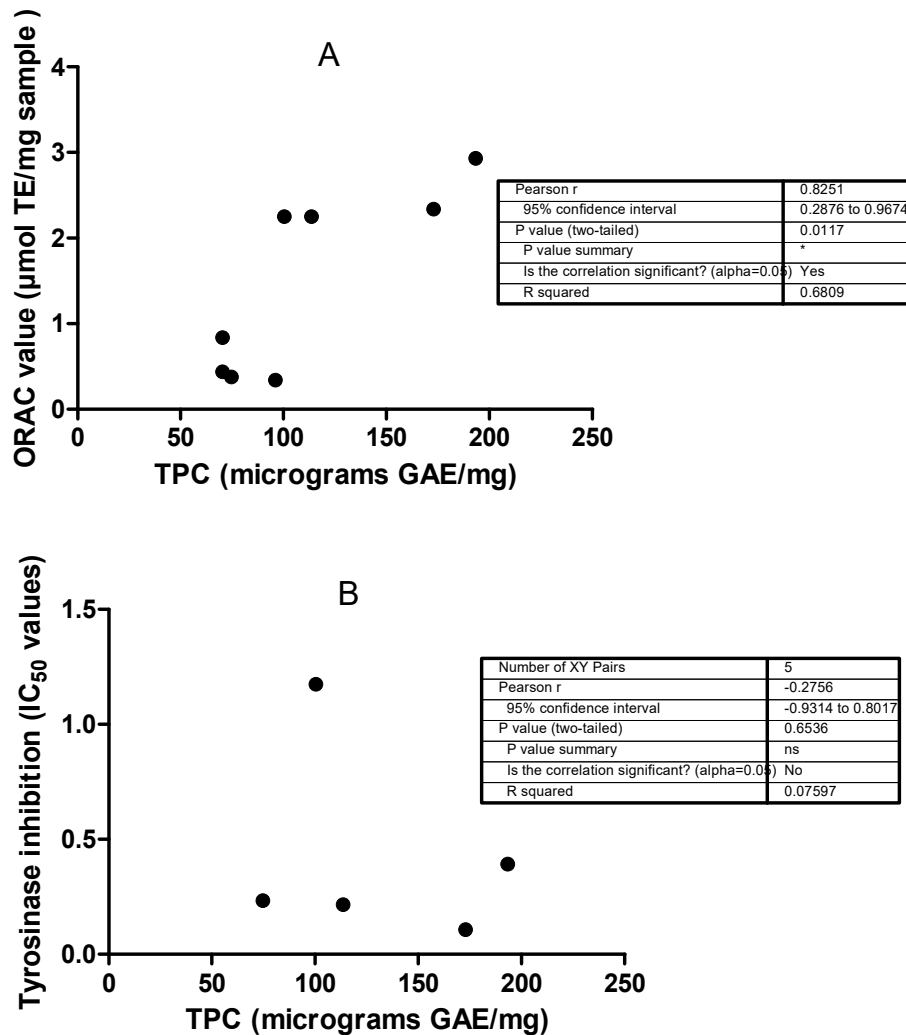 A
ORAC value (μmol TE/mg sample )
4
3
2
1
0
0 50 100 150 200 250
TPC (micrograms GAE/mg)
Pearson r 0.8251
95% confidence interval 0.2876 to 0.9674
P value (two-tailed) 0.0117
P value summary *
Is the correlation significant? (alpha=0.05) Yes
R squared 0.6809
B
Tyrosinase inhibition (IC50 values)
1.5
1.0
0.5
0.0
0 50 100 150 200 250
TPC (micrograms GAE/mg)
Number of XY Pairs 5
Pearson r -0.2756
95% confidence interval -0.9314 to 0.8017
P value (two-tailed) 0.6536
P value summary ns
Is the correlation significant? (alpha=0.05) No
R squared 0.07597